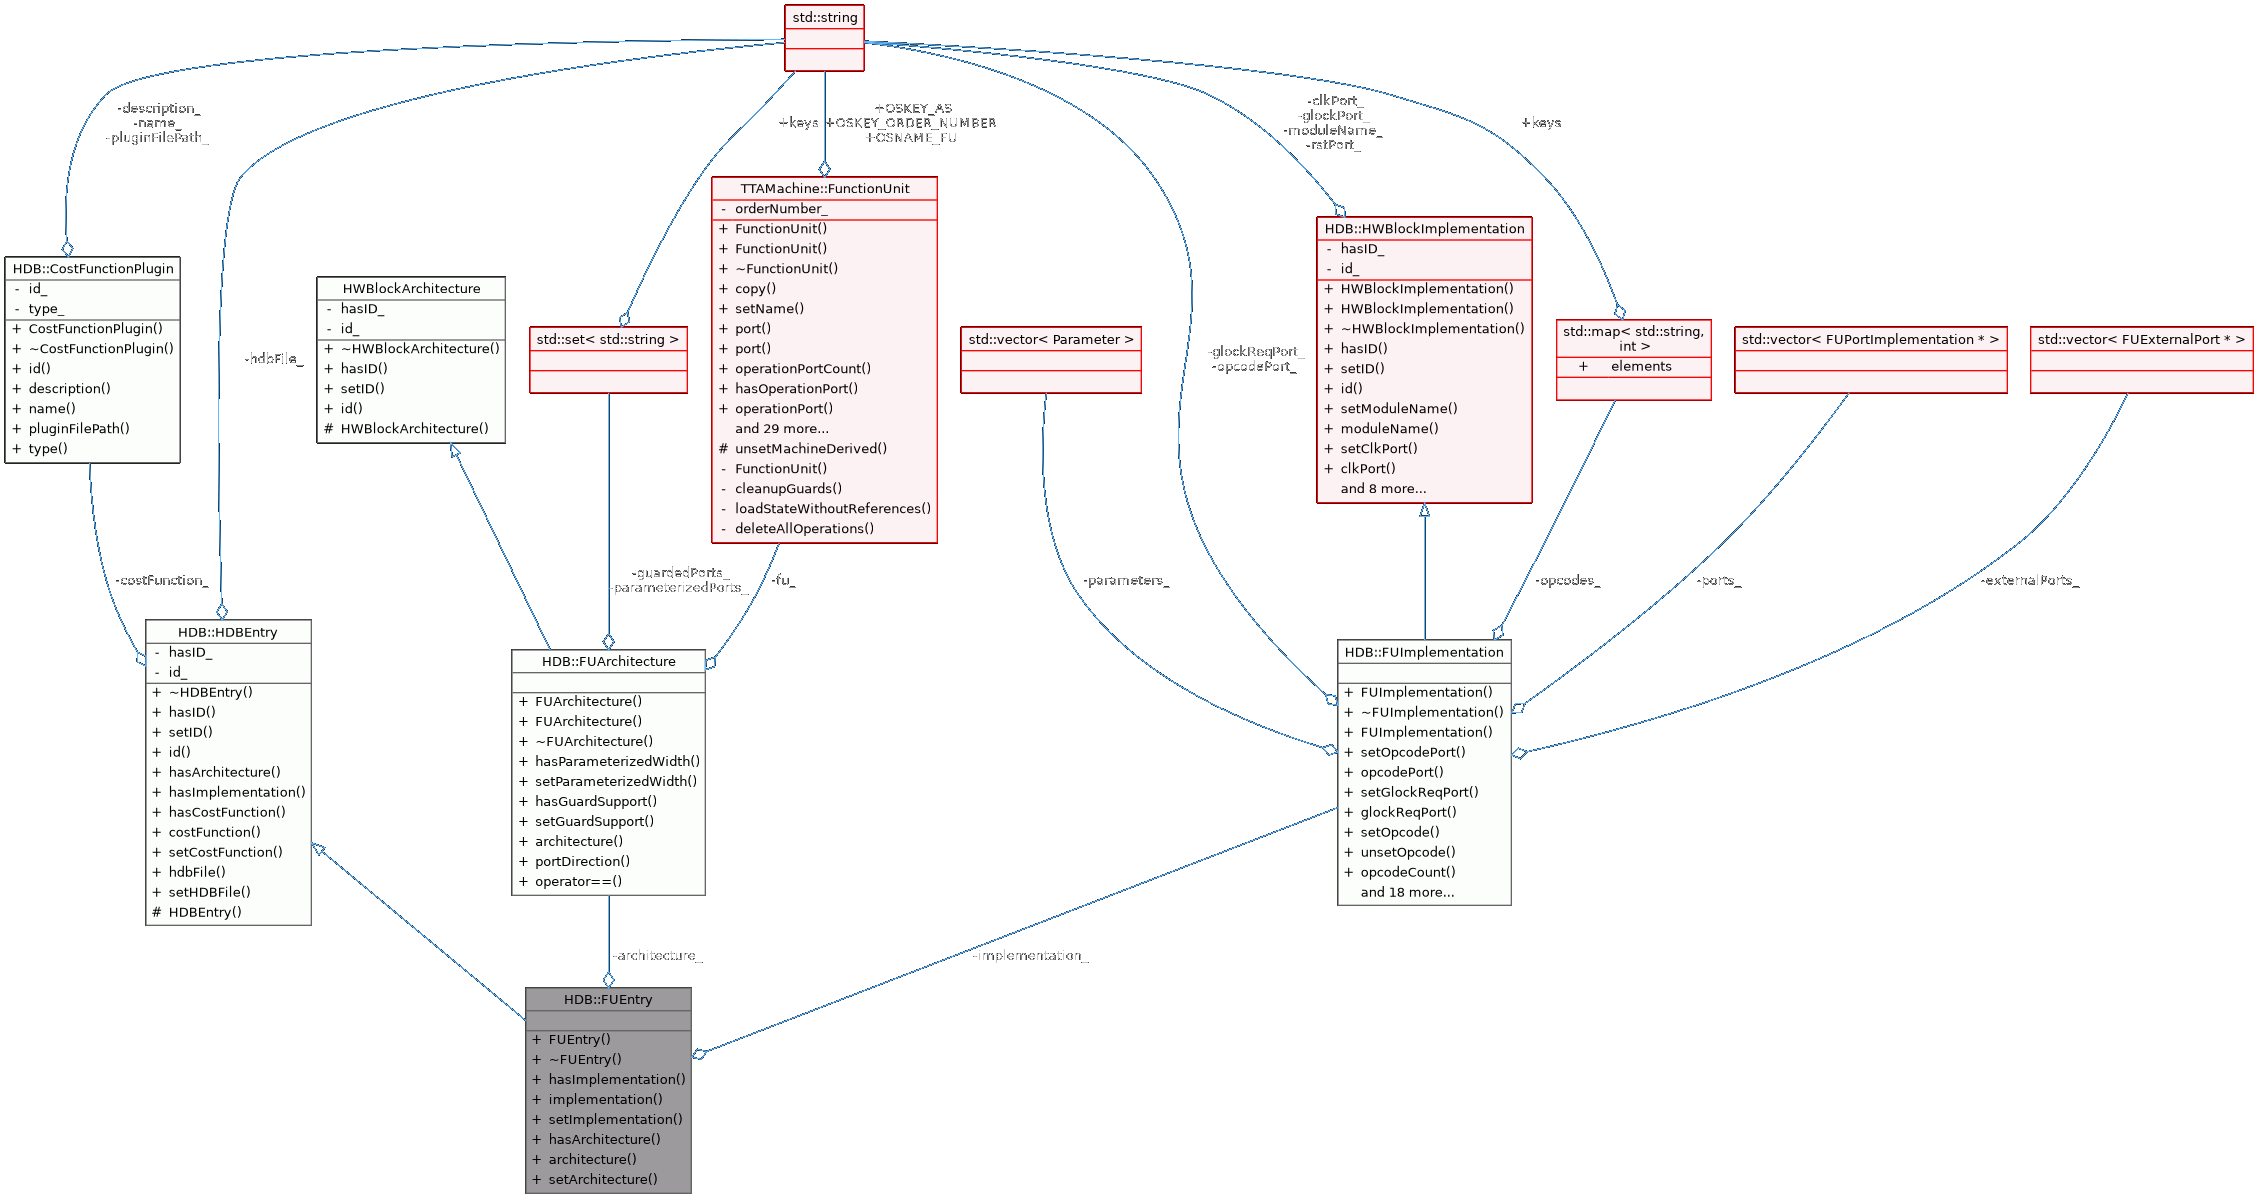 std::string
-description_
-name_
-pluginFilePath_
-hdbFile_
+keys
+OSKEY_AS
+OSKEY_ORDER_NUMBER
+OSNAME_FU
-clkPort_
-glockPort_
-moduleName_
-rstPort_
+keys
-glockReqPort_
-opcodePort_
HDB::CostFunctionPlugin
- id_
- type_
+ CostFunctionPlugin()
+ ~CostFunctionPlugin()
+ id()
+ description()
+ name()
+ pluginFilePath()
+ type()
HWBlockArchitecture
- hasID_
- id_
+ ~HWBlockArchitecture()
+ hasID()
+ setID()
+ id()
# HWBlockArchitecture()
std::set< std::string >
TTAMachine::FunctionUnit
- orderNumber_
+ FunctionUnit()
+ FunctionUnit()
+ ~FunctionUnit()
+ copy()
+ setName()
+ port()
+ port()
+ operationPortCount()
+ hasOperationPort()
+ operationPort()
and 29 more...
# unsetMachineDerived()
- FunctionUnit()
- cleanupGuards()
- loadStateWithoutReferences()
- deleteAllOperations()
std::vector< Parameter >
HDB::HWBlockImplementation
- hasID_
- id_
+ HWBlockImplementation()
+ HWBlockImplementation()
+ ~HWBlockImplementation()
+ hasID()
+ setID()
+ id()
+ setModuleName()
+ moduleName()
+ setClkPort()
+ clkPort()
and 8 more...
std::map< std::string,
int >
+ elements
std::vector< FUPortImplementation * >
std::vector< FUExternalPort * >
-costFunction_
-guardedPorts_
-parameterizedPorts_
-fu_
-parameters_
-opcodes_
-ports_
-externalPorts_
HDB::HDBEntry
- hasID_
- id_
+ ~HDBEntry()
+ hasID()
+ setID()
+ id()
+ hasArchitecture()
+ hasImplementation()
+ hasCostFunction()
+ costFunction()
+ setCostFunction()
+ hdbFile()
+ setHDBFile()
# HDBEntry()
HDB::FUArchitecture
+ FUArchitecture()
+ FUArchitecture()
+ ~FUArchitecture()
+ hasParameterizedWidth()
+ setParameterizedWidth()
+ hasGuardSupport()
+ setGuardSupport()
+ architecture()
+ portDirection()
+ operator==()
HDB::FUImplementation
+ FUImplementation()
+ ~FUImplementation()
+ FUImplementation()
+ setOpcodePort()
+ opcodePort()
+ setGlockReqPort()
+ glockReqPort()
+ setOpcode()
+ unsetOpcode()
+ opcodeCount()
and 18 more...
-architecture_
-implementation_
HDB::FUEntry
+ FUEntry()
+ ~FUEntry()
+ hasImplementation()
+ implementation()
+ setImplementation()
+ hasArchitecture()
+ architecture()
+ setArchitecture()